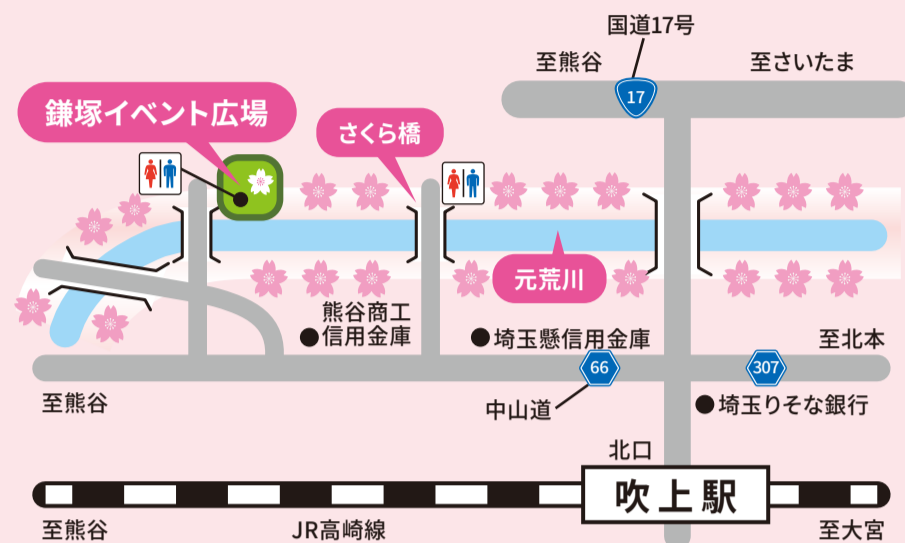 国道17号
至熊谷
至さいたま
17
鎌塚イベント広場
さくら橋
元荒川
熊谷商工
信用金庫
埼玉懸信用金庫
至北本
66
307
至熊谷
中山道
埼玉りそな銀行
北口
吹上駅
至熊谷
JR高崎線
至大宮